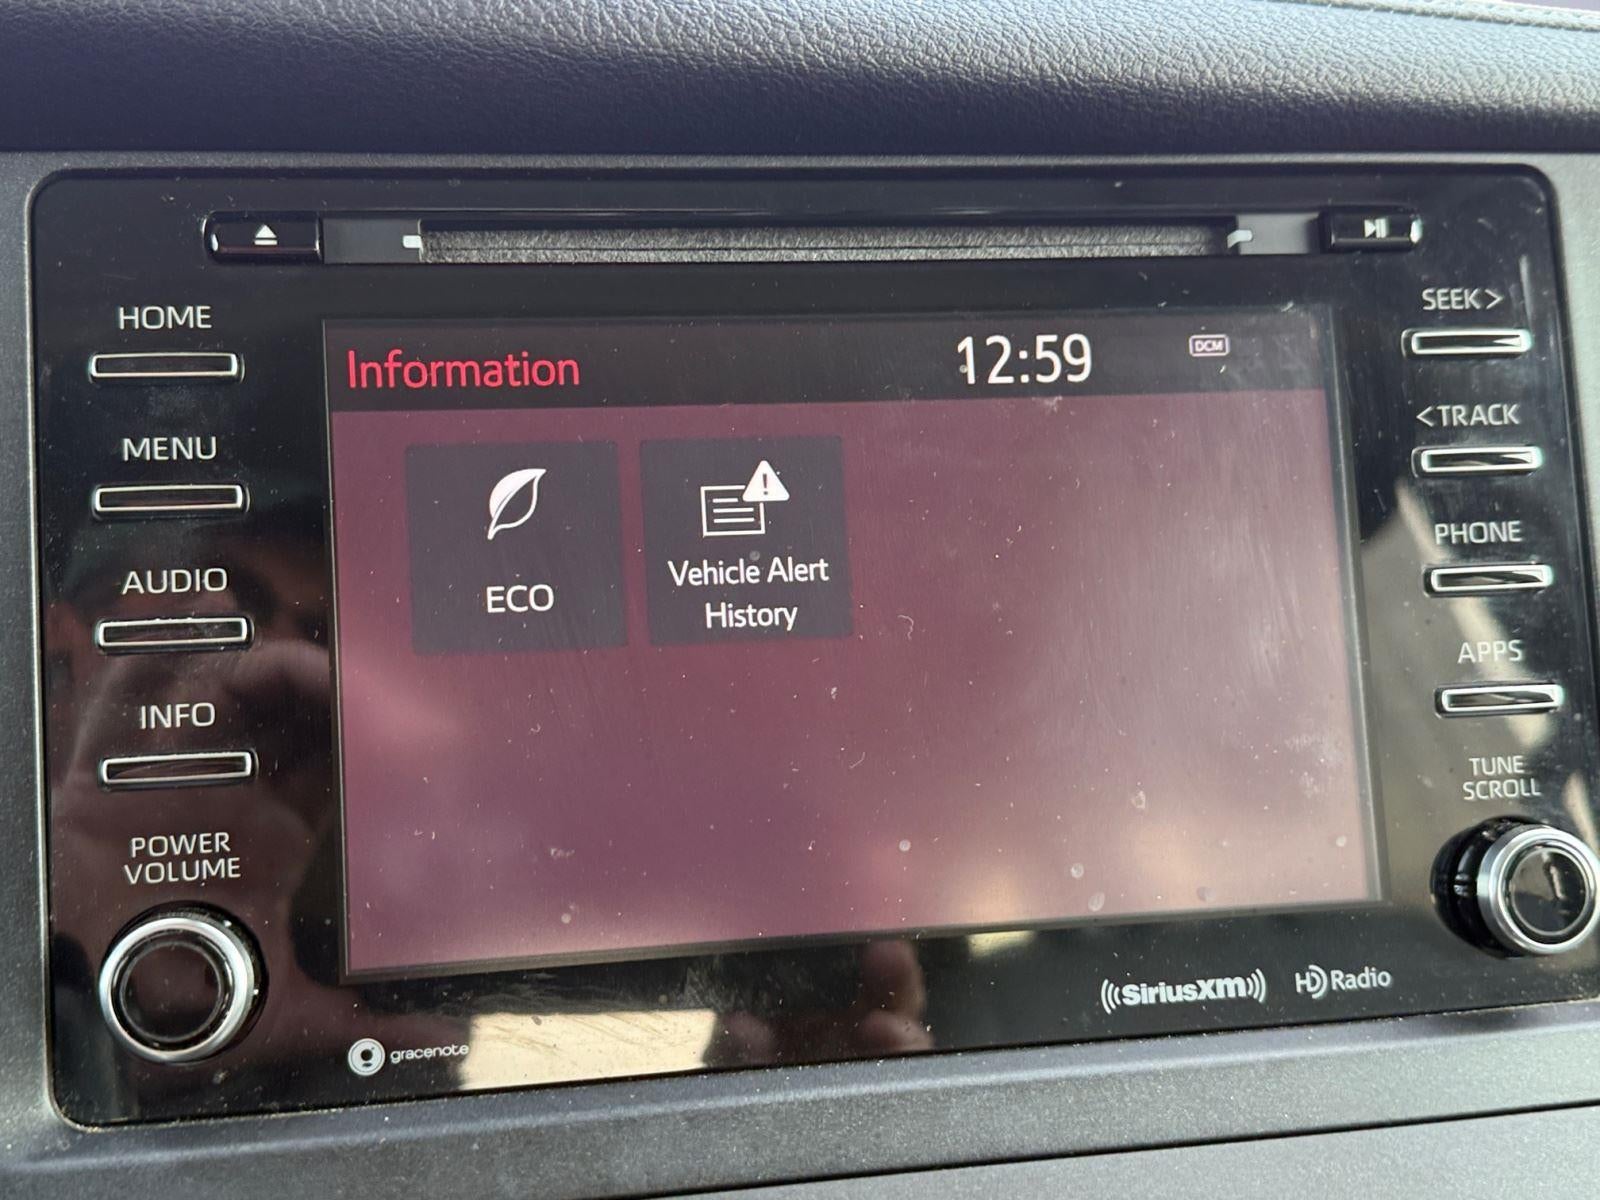 HOME
MENU
AUDIO
INFO
POWER
VOLUME
Information
12:59
DCM
ECO
Vehicle Alert
History
SEEK>
<TRACK
PHONE
APPS
TUNE
SCROLL
gracenote
SiriusXM
HD Radio